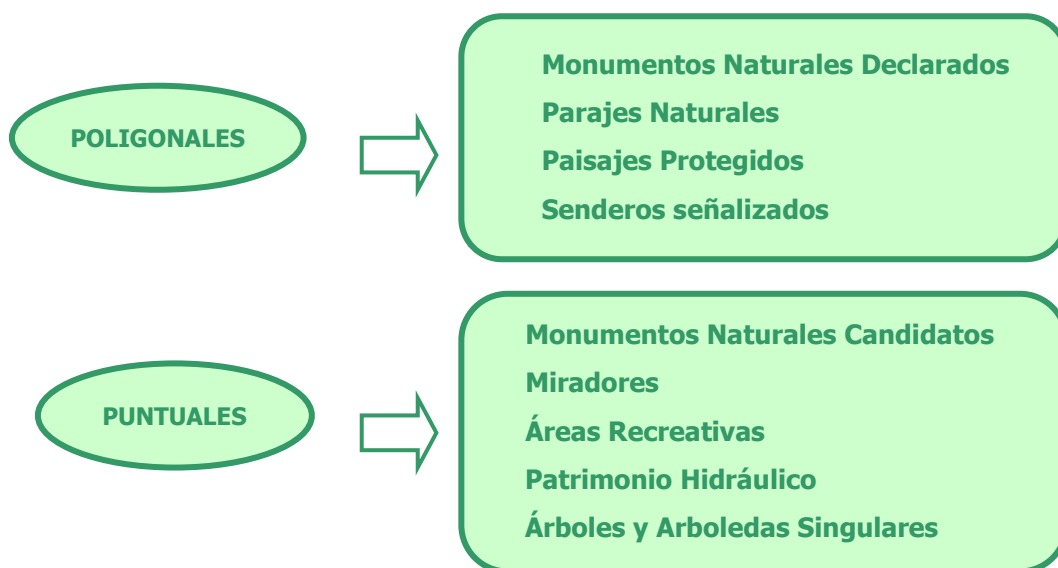 POLIGONALES
Monumentos Naturales Declarados
Parajes Naturales
Paisajes Protegidos
Senderos señalizados
PUNTUALES
Monumentos Naturales Candidatos
Miradores
Áreas Recreativas
Patrimonio Hidráulico
Árboles y Arboledas Singulares